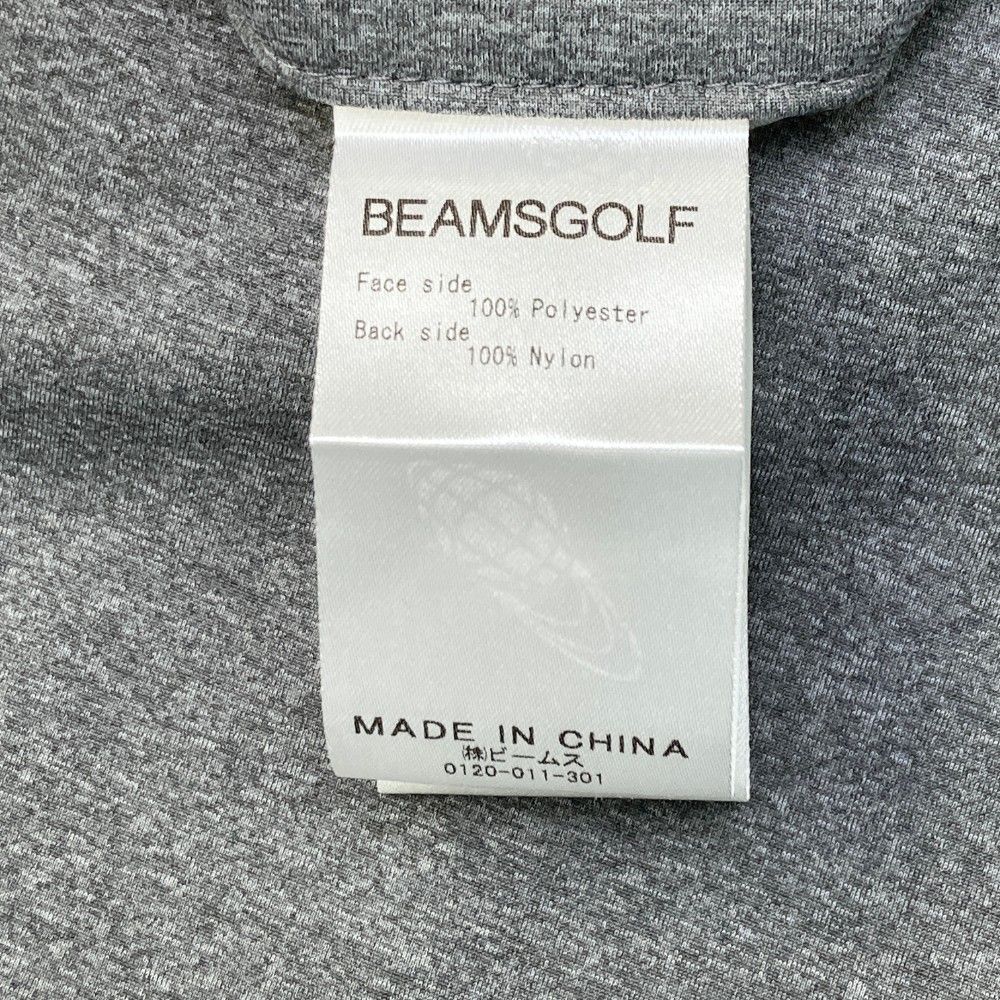 BEAMSGOLF
Face side
100% Polyester
Back side
100% Nylon
MADE IN CHINA
㈱ビームス
0120-011-301